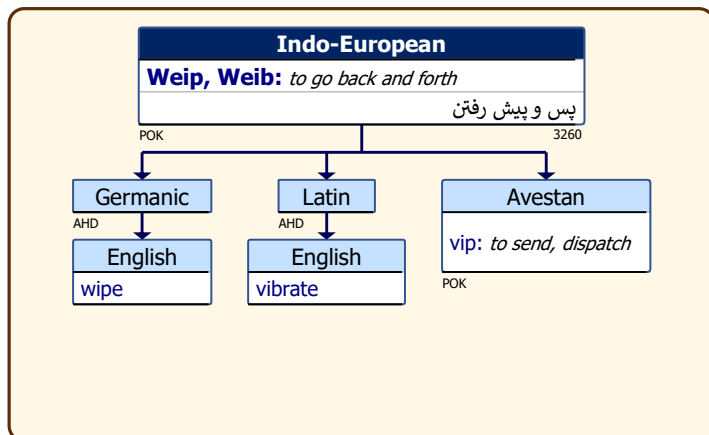 Indo-European
Weip, Weib: to go back and forth
پس و پیش رفتن
POK 3260
Germanic Latin Avestan
AHD AHD
vip: to send, dispatch
English English
POK
wipe vibrate